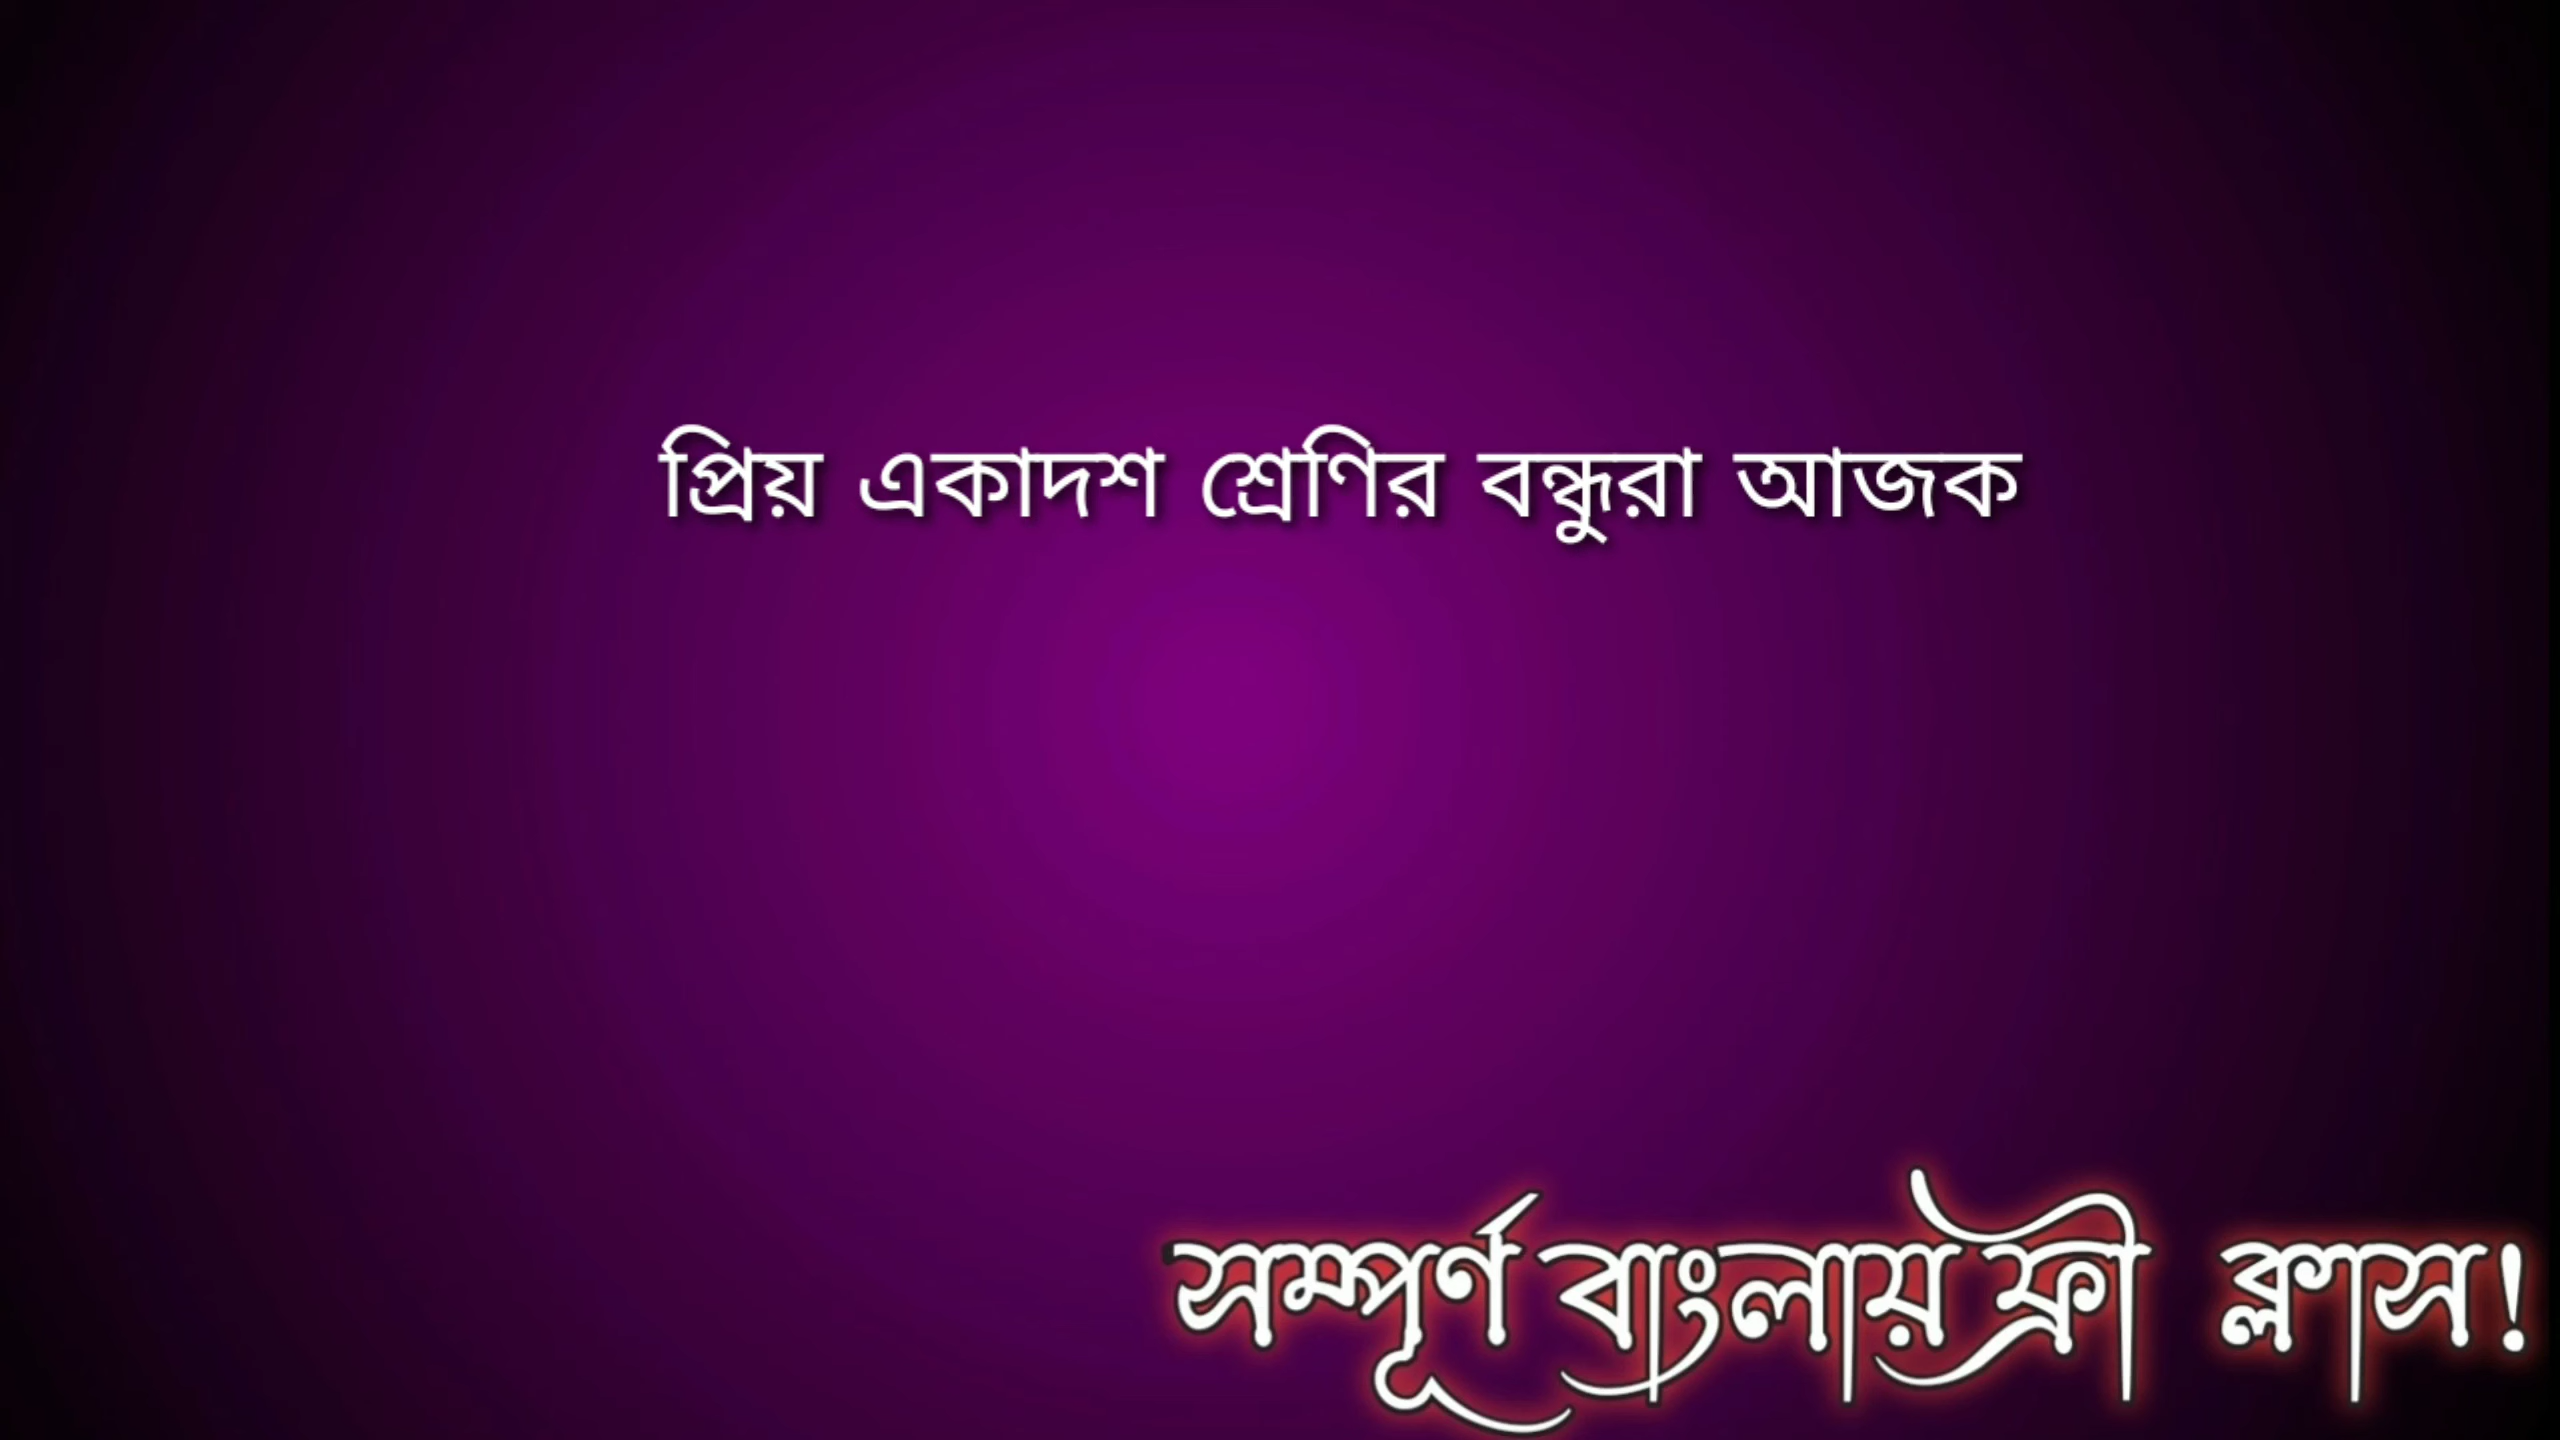 প্রিয় একাদশ শ্রেণির বন্ধুরা আজক
সম্পূর্ণ বাংলায় ফ্রী ক্লাস!